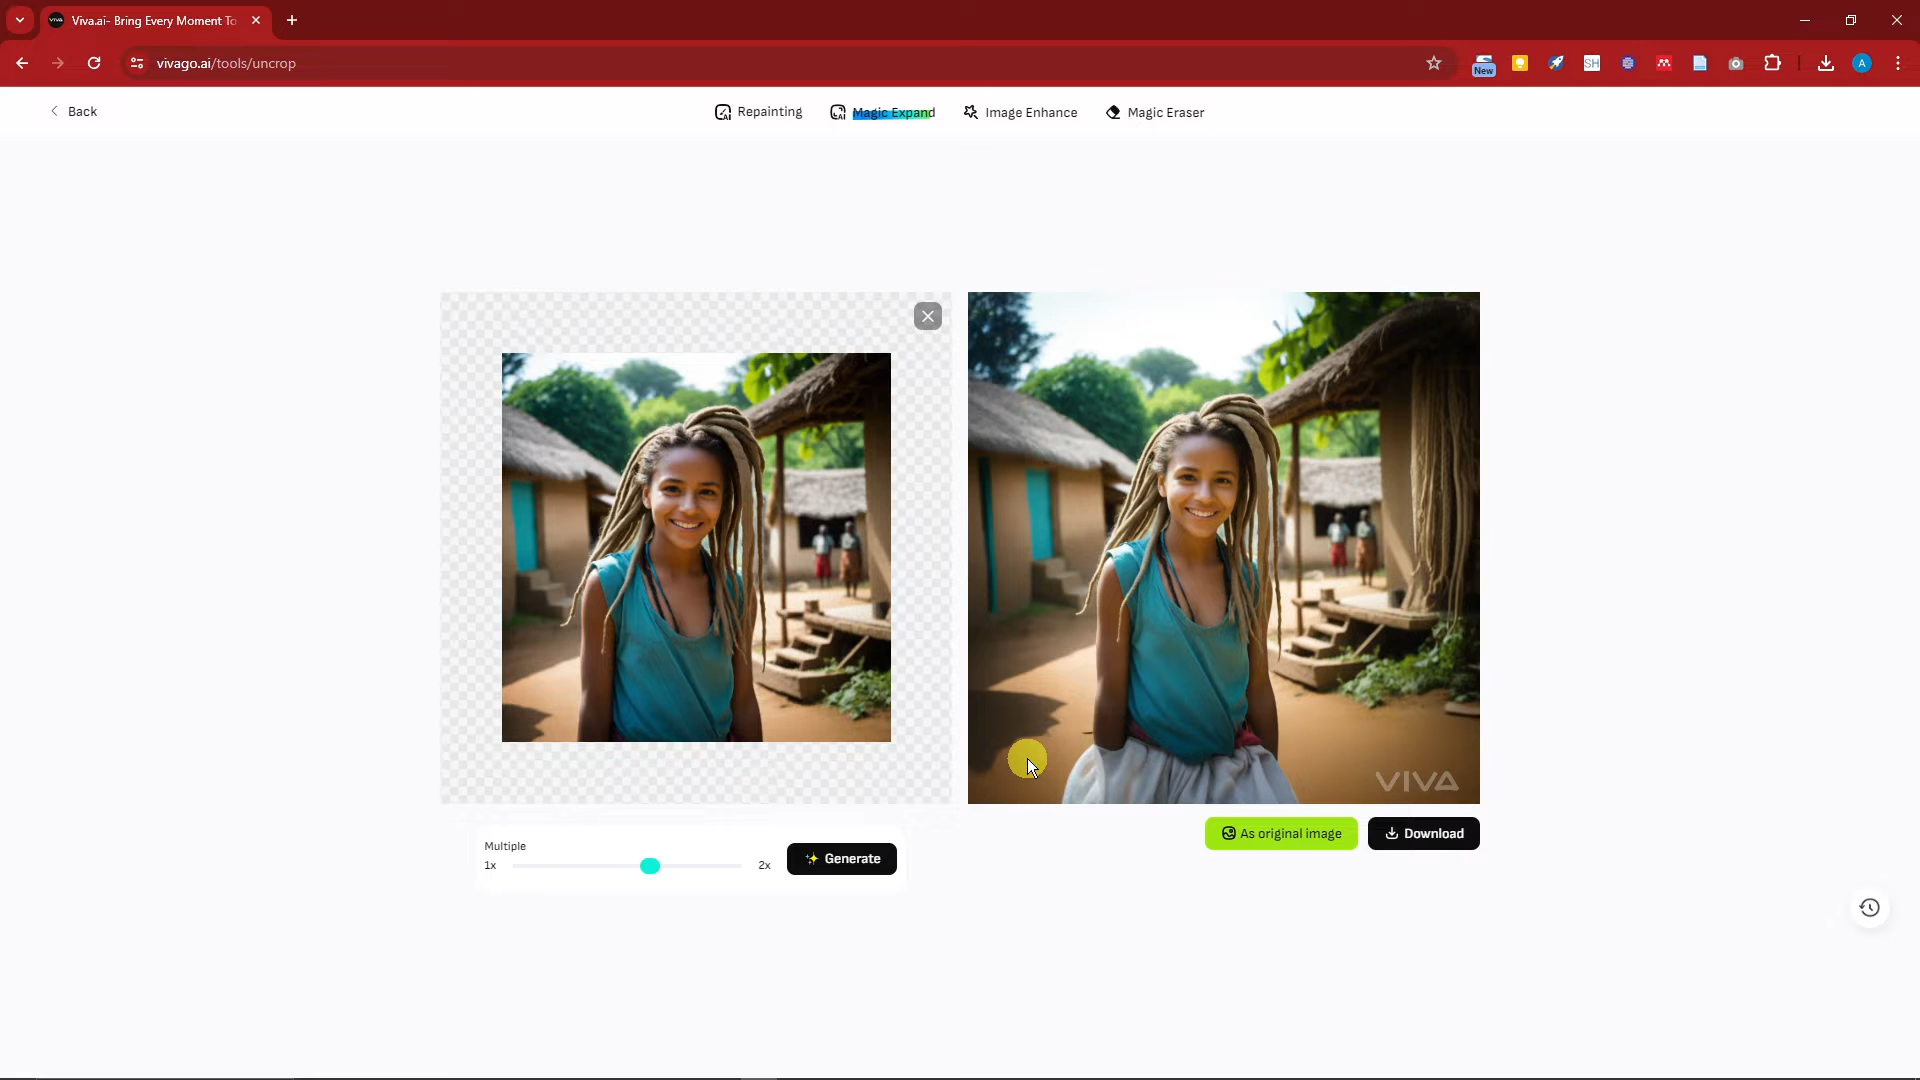 Viva.ai- Bring Every Moment To
vivago.ai/tools/uncrop
New
SH
A
Back
Repainting
Magic Expand
Image Enhance
Magic Eraser
VIVA
As original image
Download
Multiple
1x
2x
Generate